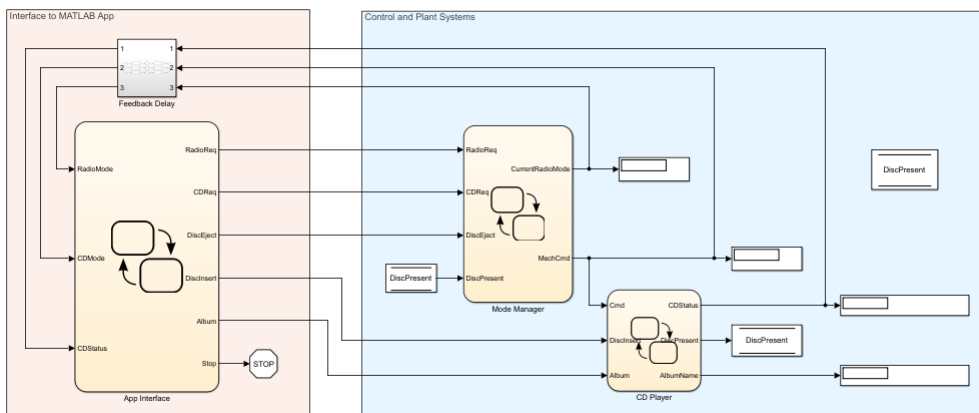 Interface to MATLAB App
Control and Plant Systems
1
1
2
2
3
3
Feedback Delay
RadioMode
CDMode
CDStatus
RadioReq
CDReq
DiscEject
DiscInsert
Album
Stop
STOP
App Interface
RadioReq
CDReq
DiscEject
DiscPresent
DiscPresent
CurrentRadioMode
MechCmd
Mode Manager
DiscPresent
Cmd
DiscInsert
Album
CDStatus
DiscPresent
AlbumName
CD Player
DiscPresent